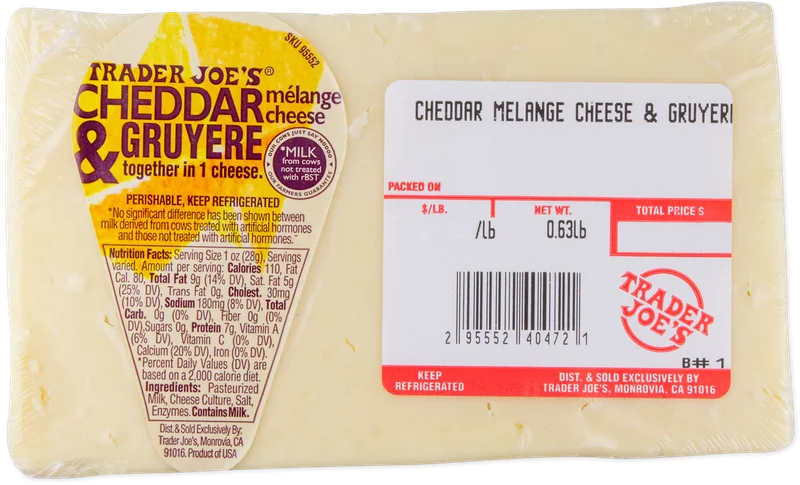 SKU 95552
TRADER JOE'S®
CHEDDAR mélange
cheese
& GRUYERE
together in 1 cheese.
OUR COWS JUST SAY NOOOO
*MILK
from cows
not treated
with rBST
OUR FARMERS GUARANTEE
PERISHABLE, KEEP REFRIGERATED
*No significant difference has been shown between
milk derived from cows treated with artificial hormones
and those not treated with artificial hormones.
Nutrition Facts: Serving Size 1 oz (28g), Servings
varied. Amount per serving: Calories 110, Fat
Cal. 80, Total Fat 9g (14% DV), Sat. Fat 5g
(25% DV), Trans Fat 0g, Cholest. 30mg
(10% DV), Sodium 180mg (8% DV), Total
Carb. 0g (0% DV), Fiber 0g (0%
DV), Sugars 0g, Protein 7g, Vitamin A
(6% DV), Vitamin C (0% DV),
Calcium (20% DV), Iron (0% DV).
*Percent Daily Values (DV) are
based on a 2,000 calorie diet.
Ingredients: Pasteurized
Milk, Cheese Culture, Salt,
Enzymes. Contains Milk.
Dist. & Sold Exclusively By:
Trader Joe's, Monrovia, CA
91016. Product of USA
CHEDDAR MELANGE CHEESE & GRUYER
PACKED ON
$/LB. NET WT. TOTAL PRICE $
/lb 0.63lb
2 95552 40472 1
TRADER
JOE'S
B## 1
KEEP
REFRIGERATED
DIST. & SOLD EXCLUSIVELY BY
TRADER JOE'S, MONROVIA, CA 91016